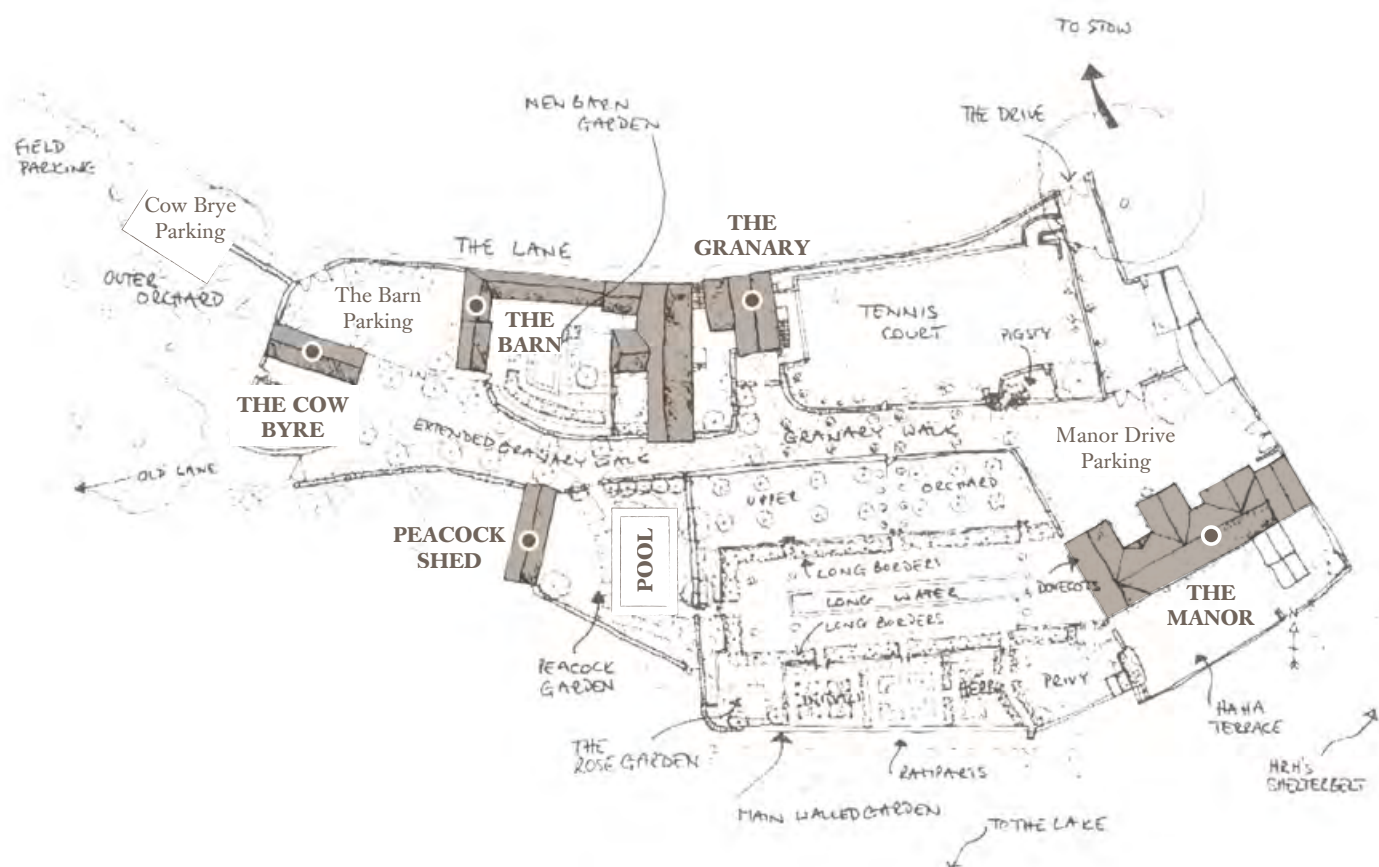 TO STOW
NEW BARN
GARDEN
THE DRIVE
FIELD
PARKING
Cow Brye
Parking
THE
GRANARY
THE LANE
OUTER
ORCHARD
The Barn
Parking
THE
BARN
TENNIS
COURT
PIGSTY
THE COW
BYRE
EXTENDED GRANARY WALK
GRANARY WALK
Manor Drive
Parking
OLD LANE
UPPER
ORCHARD
PEACOCK
SHED
POOL
LONG BORDERS
LONG WATER
DOVECOTE
THE
MANOR
LONG BORDERS
N
PEACOCK
GARDEN
PRIVY
HAHA
TERRACE
THE
ROSE GARDEN
RAMPARTS
HRH's
SHELTERBELT
MAIN WALLED GARDEN
TO THE LAKE